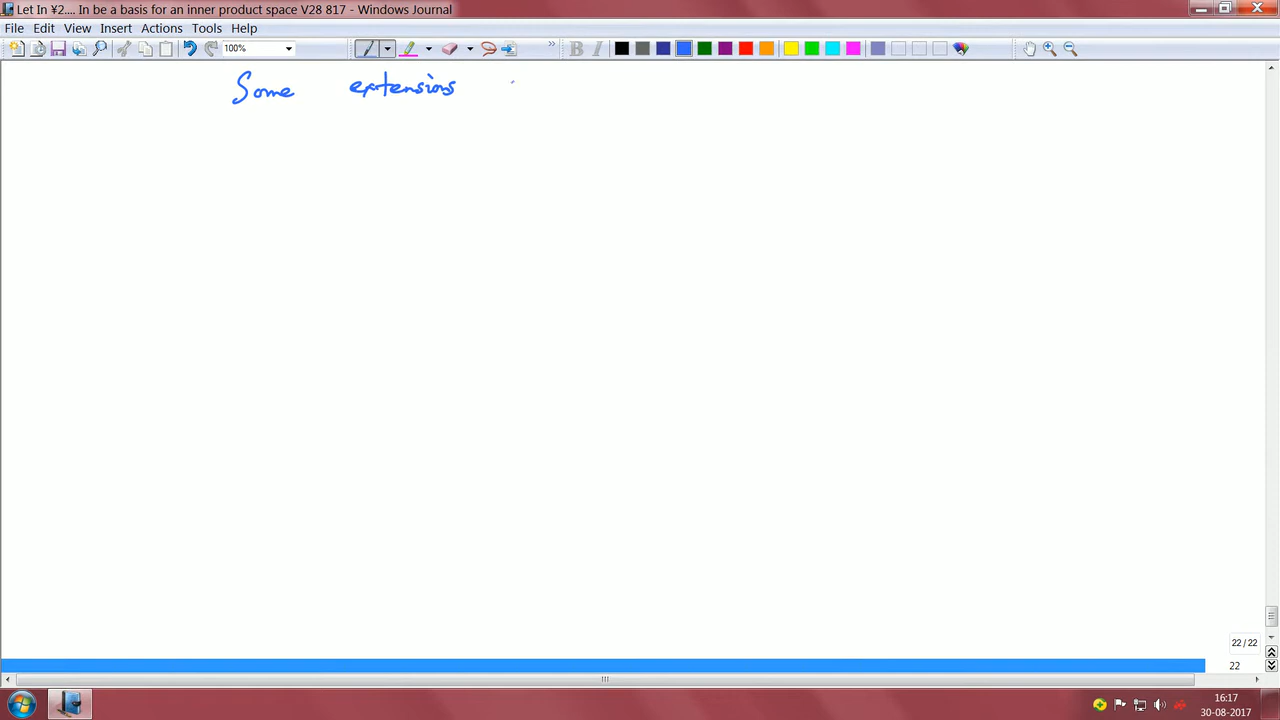 Let In ¥2.... In be a basis for an inner product space V28 817 - Windows Journal
File Edit View Insert Actions Tools Help
100%
Some extensions
22 / 22
22
16:17
30-08-2017